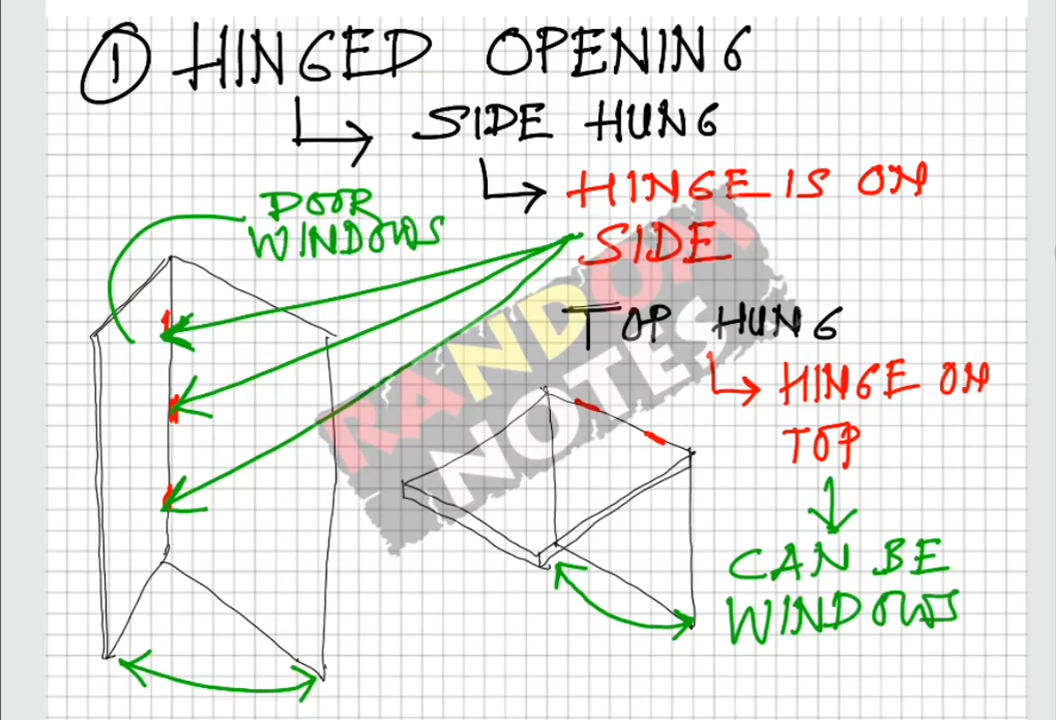 ① HINGED OPENING
↳ SIDE HUNG
↳ HINGE IS ON
SIDE
DOOR
WINDOWS
TOP HUNG
↳ HINGE ON
TOP
↓
CAN BE
WINDOWS
RANDOM
NOTES